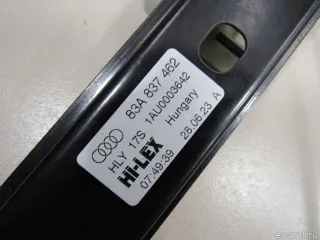 83A 837 462
HLY 17S 1AU0003642
HI-LEX Hungary
07:49:39 28.06.23 A